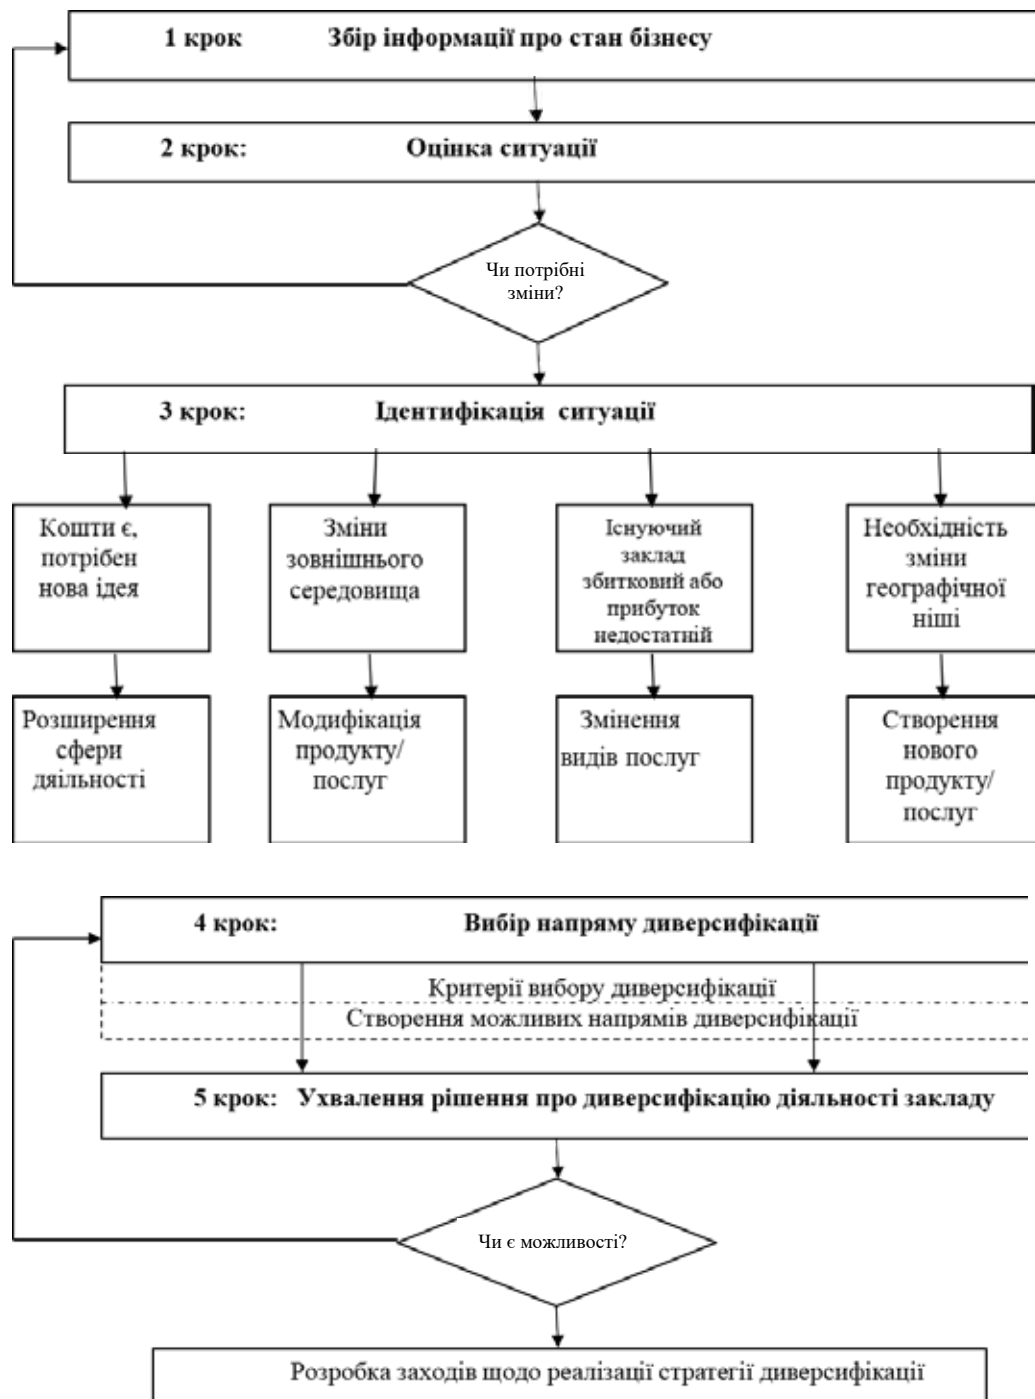 1 крок Збір інформації про стан бізнесу
2 крок: Оцінка ситуації
Чи потрібні
зміни?
3 крок: Ідентифікація ситуації
Кошти є,
потрібен
нова ідея
Зміни
зовнішнього
середовища
Існуючий
заклад
збитковий або
прибуток
недостатній
Необхідність
зміни
географічної
ніші
Розширення
сфери
дяільності
Модифікація
продукту/
послуг
Змінення
видів послуг
Створення
нового
продукту/
послуг
4 крок: Вибір напряму диверсифікації
Критерії вибору диверсифікації
Створення можливих напрямів диверсифікації
5 крок: Ухвалення рішення про диверсифікацію діяльності закладу
Чи є можливості?
Розробка заходів щодо реалізації стратегії диверсифікації